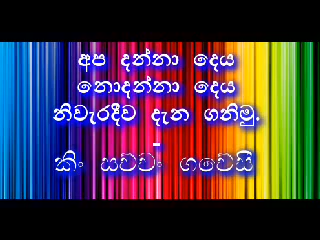 අප දන්නා දෙය
නොදන්නා දෙය
නිවැරදීව දැන ගනිමු.
-
කිං සච්චං ගවේසි